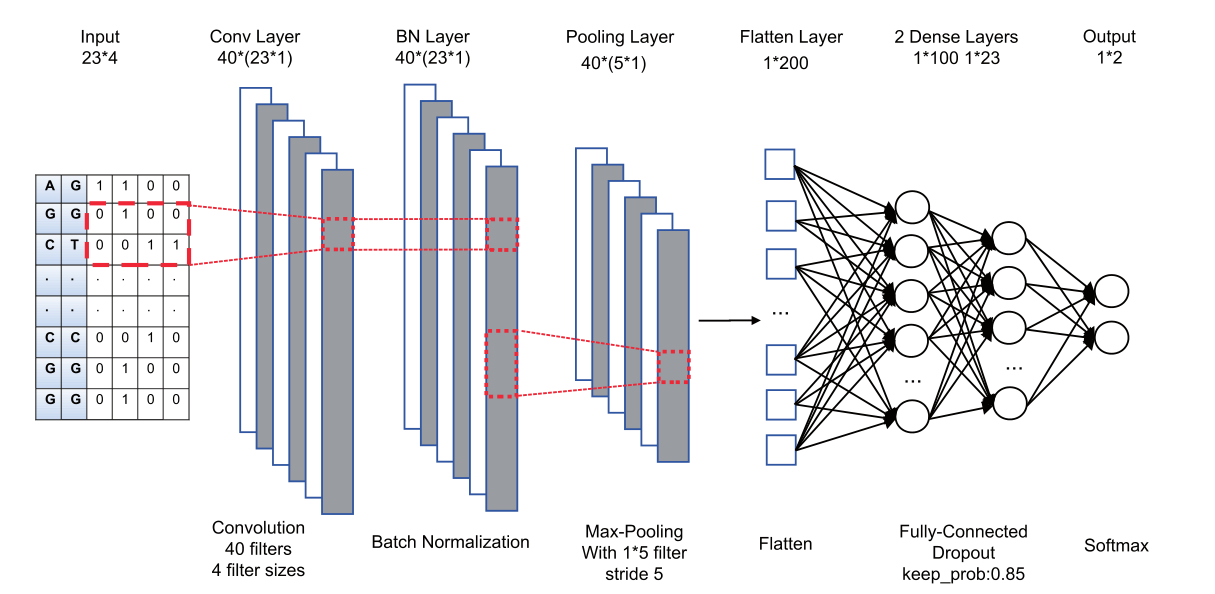 Input
23*4
Conv Layer
40*(23*1)
BN Layer
40*(23*1)
Pooling Layer
40*(5*1)
Flatten Layer
1*200
2 Dense Layers
1*100 1*23
Output
1*2
A G 1 1 0 0
G G 0 1 0 0
C T 0 0 1 1
. . . . . .
. . . . . .
C C 0 0 1 0
G G 0 1 0 0
G G 0 1 0 0
...
...
...
Convolution
40 filters
4 filter sizes
Batch Normalization
Max-Pooling
With 1*5 filter
stride 5
Flatten
Fully-Connected
Dropout
keep_prob:0.85
Softmax